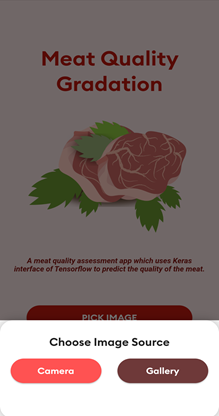 Meat Quality
Gradation
A meat quality assessment app which uses Keras
interface of Tensorflow to predict the quality of the meat.
PICK IMAGE
Choose Image Source
Camera
Gallery